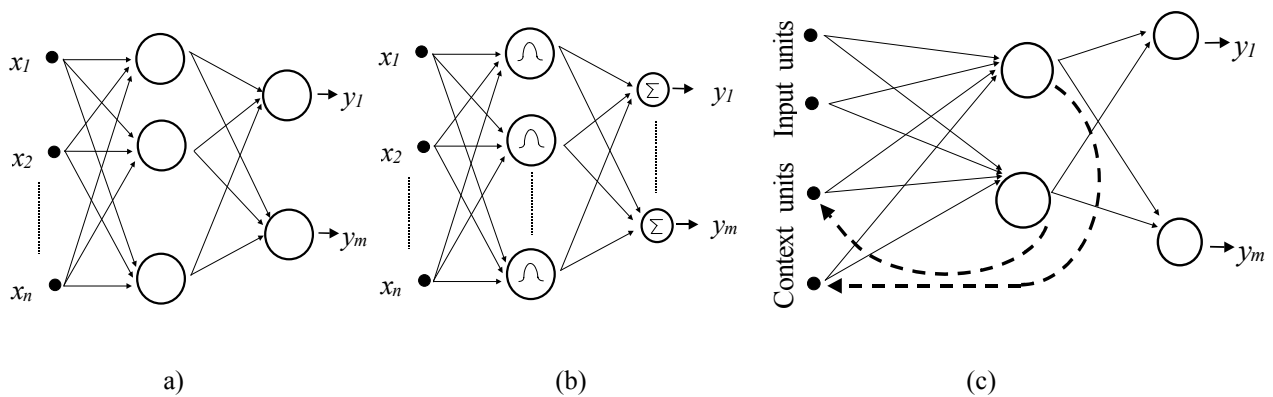 x1
x2
xn
y1
ym
a)
x1
x2
xn
Σ
Σ
y1
ym
(b)
Input units
Context units
y1
ym
(c)